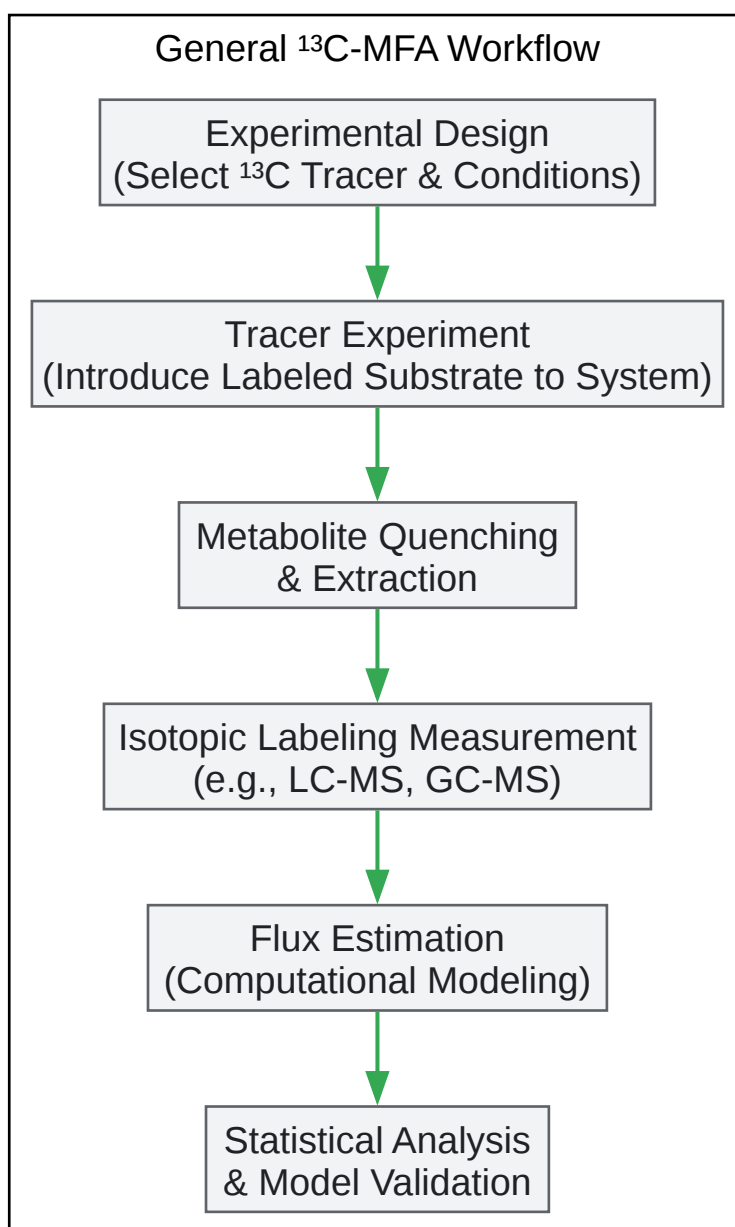 General ¹³C-MFA Workflow
Experimental Design
(Select ¹³C Tracer & Conditions)
Tracer Experiment
(Introduce Labeled Substrate to System)
Metabolite Quenching
& Extraction
Isotopic Labeling Measurement
(e.g., LC-MS, GC-MS)
Flux Estimation
(Computational Modeling)
Statistical Analysis
& Model Validation